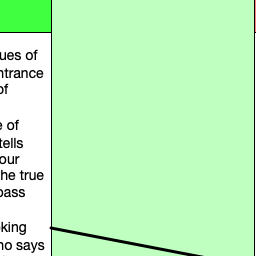 ues of
ntrance
of
e of
tells
our
he true
pass
king
ho says